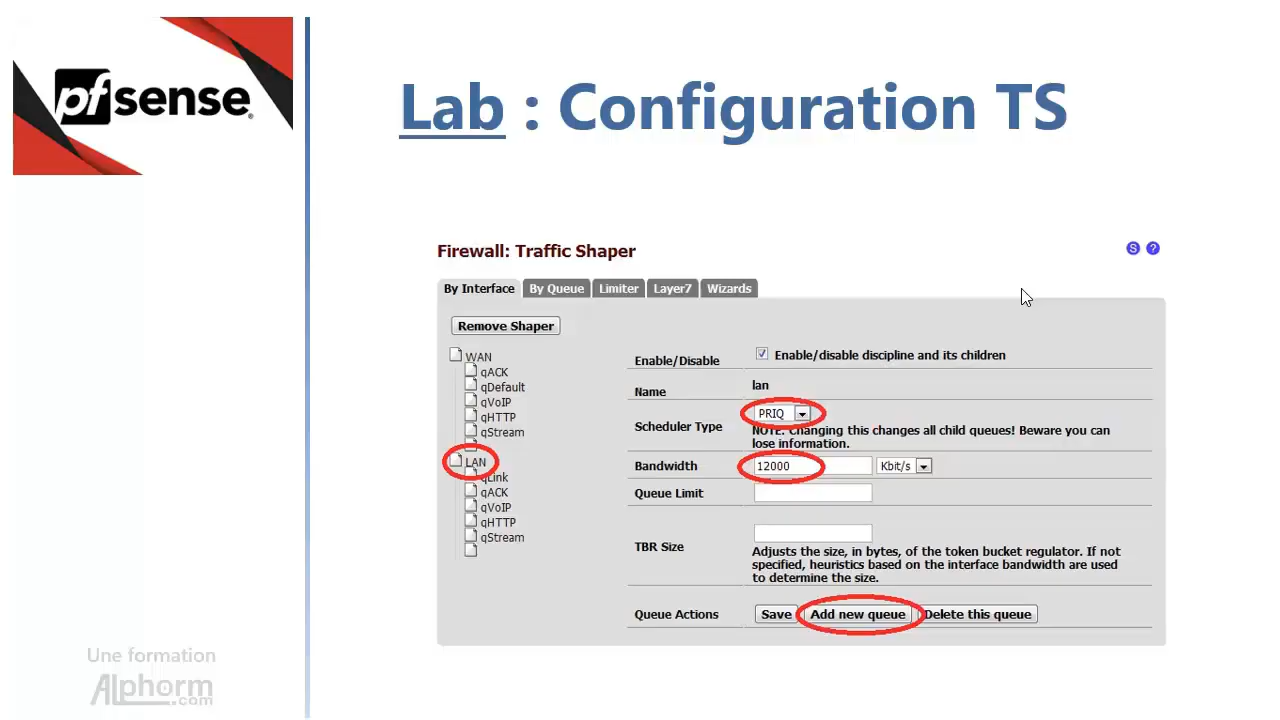 pfsense
Lab : Configuration TS
Firewall: Traffic Shaper
S ?
By Interface By Queue Limiter Layer7 Wizards
Remove Shaper
WAN
qACK
qDefault
qVoIP
qHTTP
qStream
LAN
qLink
qACK
qVoIP
qHTTP
qStream
Enable/Disable Enable/disable discipline and its children
Name lan
Scheduler Type PRIQ
NOTE: Changing this changes all child queues! Beware you can
lose information.
Bandwidth 12000 Kbit/s
Queue Limit
TBR Size
Adjusts the size, in bytes, of the token bucket regulator. If not
specified, heuristics based on the interface bandwidth are used
to determine the size.
Queue Actions Save Add new queue Delete this queue
Une formation
Alphorm
.com